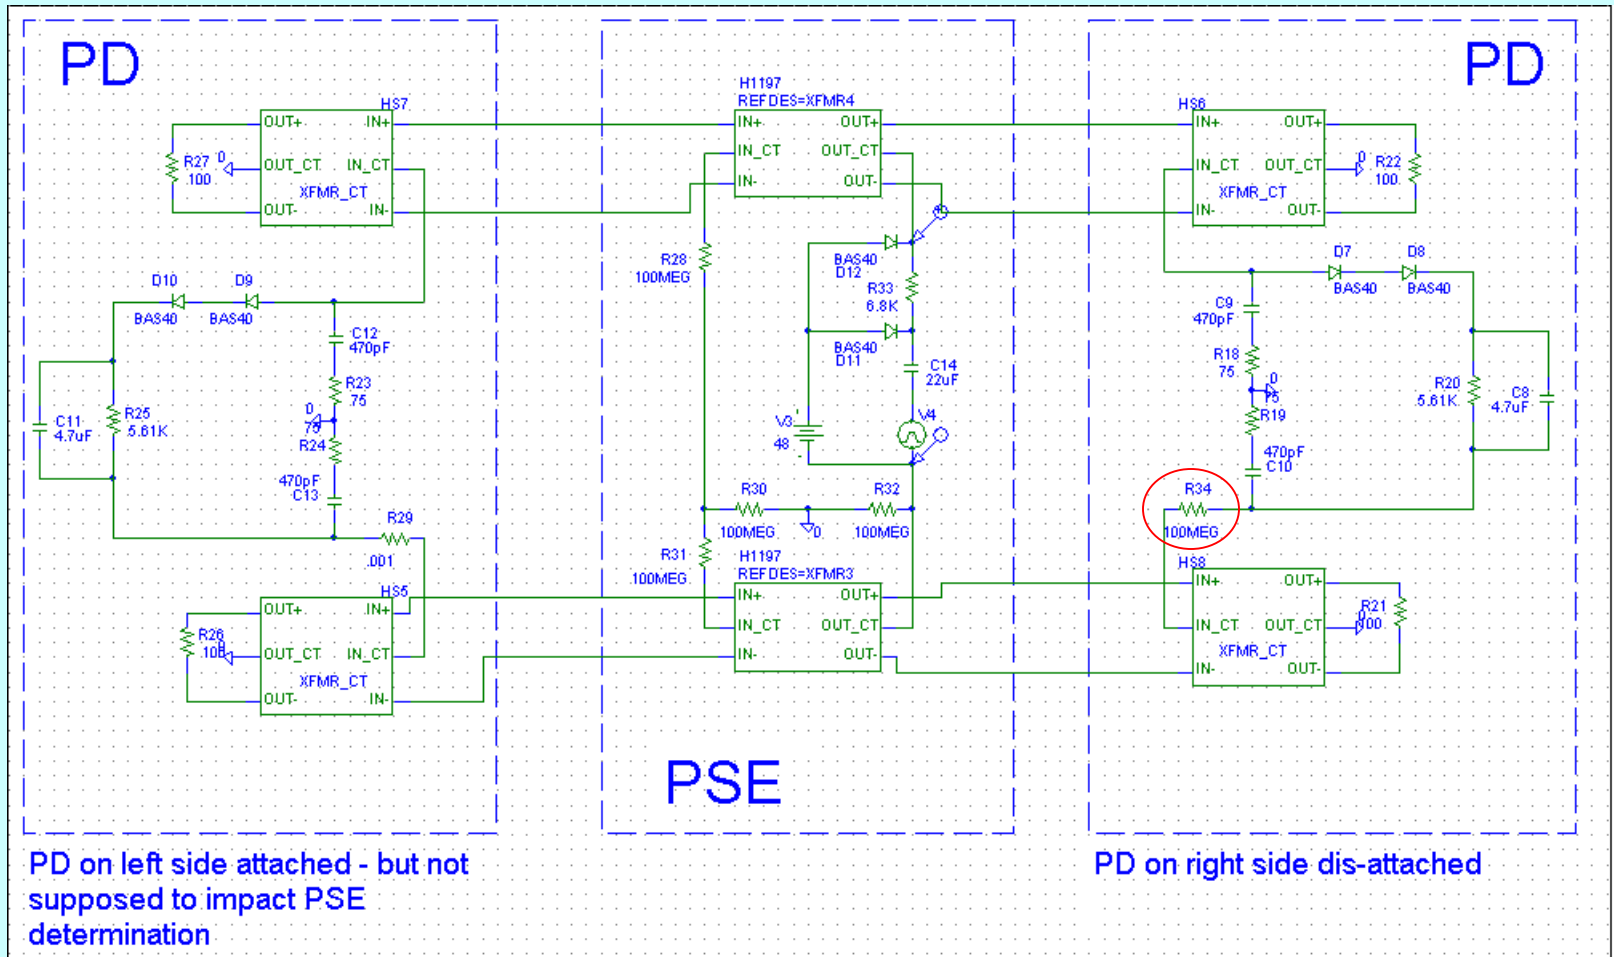 PD
PD
H1197
REFDES=XFMR4
HS7
HS6
OUT+ IN+
IN+ OUT+
IN+ OUT+
R27
100
0
OUT_CT IN_CT
IN_CT OUT_CT
IN_CT OUT_CT
0
R22
100
XFMR_CT
XFMR_CT
OUT- IN-
IN- OUT-
IN- OUT-
R28
100MEG
BAS40
D12
R33
6.8K
D10
D9
BAS40
BAS40
D7
D8
BAS40
BAS40
C12
470pF
C9
470pF
BAS40
D11
C14
22uF
R23
75
R18
75
C11
4.7uF
R25
5.61K
0
75
R24
V3
48
V4
0
75
R19
R20
5.61K
C8
4.7uF
470pF
C13
470pF
C10
R29
.001
R30
100MEG
0
R32
100MEG
R34
100MEG
R31
100MEG
H1197
REFDES=XFMR3
HS5
HS8
OUT+ IN+
IN+ OUT+
IN+ OUT+
R26
OUT_CT IN_CT
IN_CT OUT_CT
IN_CT OUT_CT
R21
XFMR_CT
XFMR_CT
OUT- IN-
IN- OUT-
IN- OUT-
PSE
PD on left side attached - but not
supposed to impact PSE
determination
PD on right side dis-attached